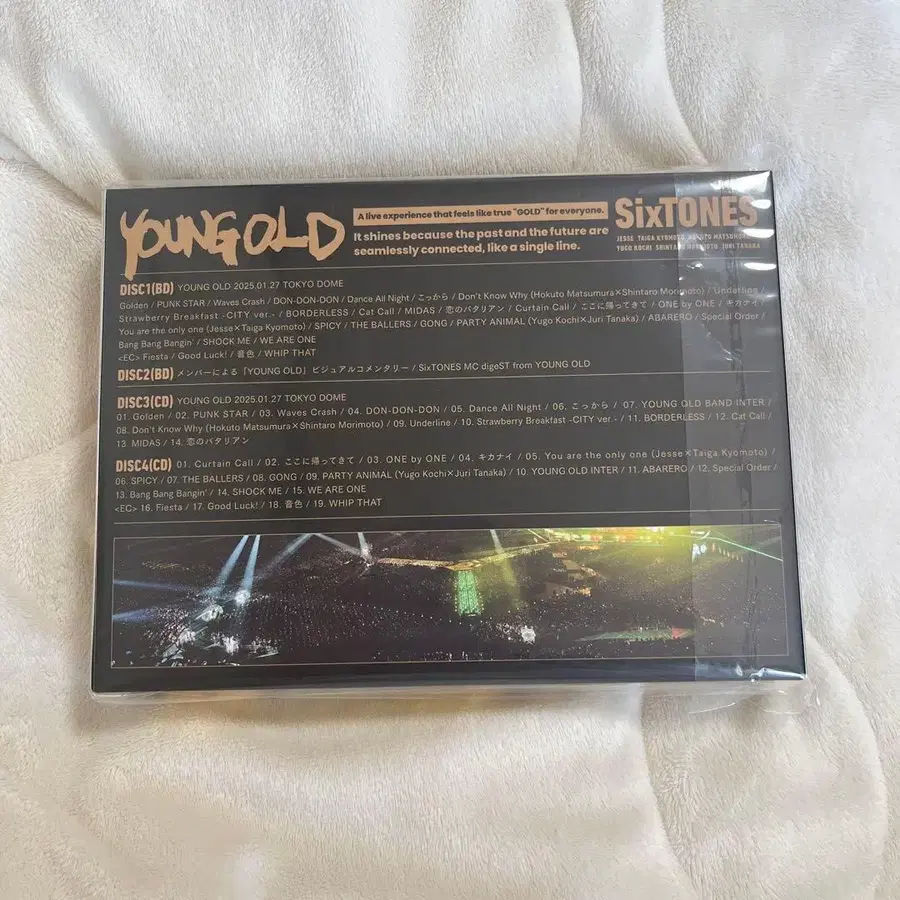 YOUNG OLD
A live experience that feels like true "GOLD" for everyone.
It shines because the past and the future are
seamlessly connected, like a single line.
SixTONES
JESSE TAIGA KYOMOTO HOKUTO MATSUMURA
YUGO KOCHI SHINTARO MORIMOTO JURI TANAKA
DISC1(BD) YOUNG OLD 2025.01.27 TOKYO DOME
Golden / PUNK STAR / Waves Crash / DON-DON-DON / Dance All Night / こっから / Don't Know Why (Hokuto Matsumura×Shintaro Morimoto) / Underline /
Strawberry Breakfast -CITY ver.- / BORDERLESS / Cat Call / MIDAS / 恋のバタリアン / Curtain Call / ここに帰ってきて / ONE by ONE / キカナイ /
You are the only one (Jesse×Taiga Kyomoto) / SPICY / THE BALLERS / GONG / PARTY ANIMAL (Yugo Kochi×Juri Tanaka) / ABARERO / Special Order /
Bang Bang Bangin' / SHOCK ME / WE ARE ONE
<EC> Fiesta / Good Luck! / 音色 / WHIP THAT
DISC2(BD) メンバーによる「YOUNG OLD」ビジュアルコメンタリー / SixTONES MC digeST from YOUNG OLD
DISC3(CD) YOUNG OLD 2025.01.27 TOKYO DOME
01. Golden / 02. PUNK STAR / 03. Waves Crash / 04. DON-DON-DON / 05. Dance All Night / 06. こっから / 07. YOUNG OLD BAND INTER /
08. Don't Know Why (Hokuto Matsumura×Shintaro Morimoto) / 09. Underline / 10. Strawberry Breakfast -CITY ver.- / 11. BORDERLESS / 12. Cat Call /
13. MIDAS / 14. 恋のバタリアン
DISC4(CD) 01. Curtain Call / 02. ここに帰ってきて / 03. ONE by ONE / 04. キカナイ / 05. You are the only one (Jesse×Taiga Kyomoto) /
06. SPICY / 07. THE BALLERS / 08. GONG / 09. PARTY ANIMAL (Yugo Kochi×Juri Tanaka) / 10. YOUNG OLD INTER / 11. ABARERO / 12. Special Order /
13. Bang Bang Bangin' / 14. SHOCK ME / 15. WE ARE ONE
<EC> 16. Fiesta / 17. Good Luck! / 18. 音色 / 19. WHIP THAT